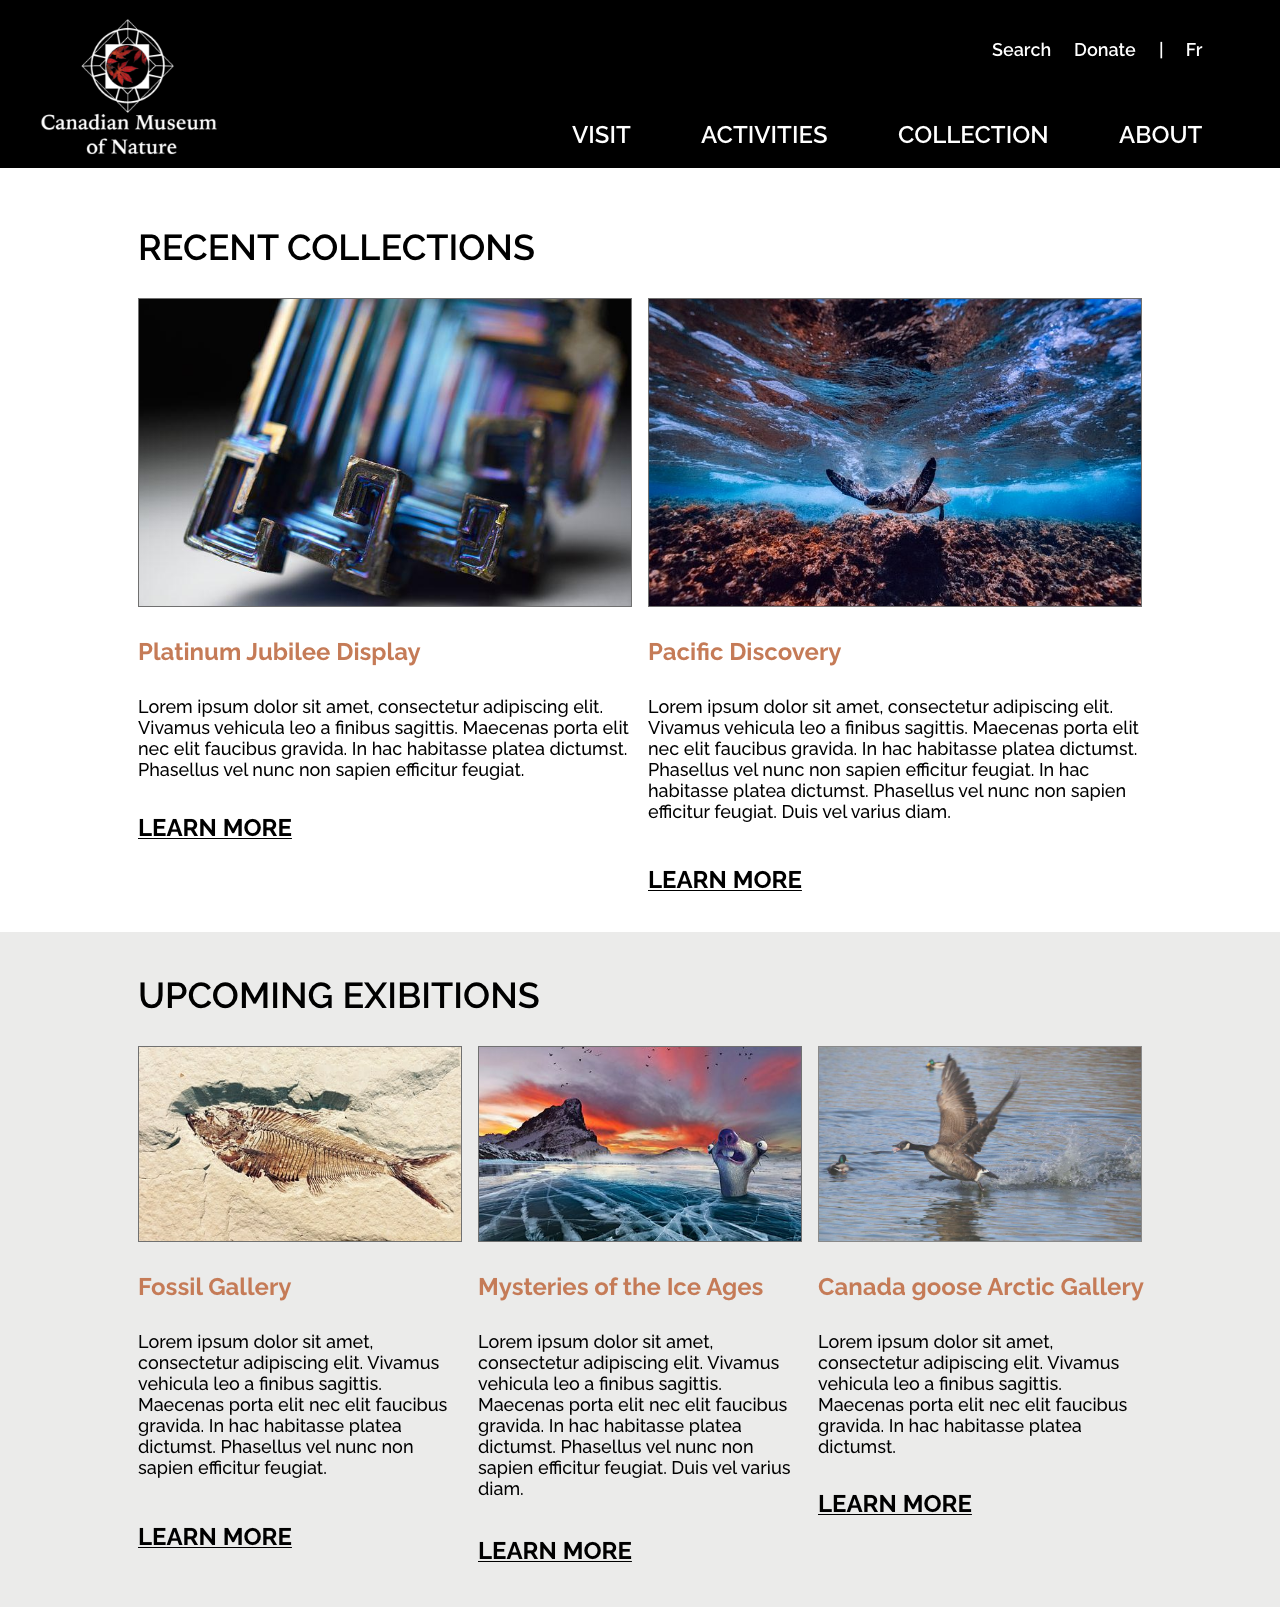 Canadian Museum
of Nature
Search Donate | Fr
VISIT ACTIVITIES COLLECTION ABOUT
RECENT COLLECTIONS
Platinum Jubilee Display
Lorem ipsum dolor sit amet, consectetur adipiscing elit.
Vivamus vehicula leo a finibus sagittis. Maecenas porta elit
nec elit faucibus gravida. In hac habitasse platea dictumst.
Phasellus vel nunc non sapien efficitur feugiat.
LEARN MORE
Pacific Discovery
Lorem ipsum dolor sit amet, consectetur adipiscing elit.
Vivamus vehicula leo a finibus sagittis. Maecenas porta elit
nec elit faucibus gravida. In hac habitasse platea dictumst.
Phasellus vel nunc non sapien efficitur feugiat. In hac
habitasse platea dictumst. Phasellus vel nunc non sapien
efficitur feugiat. Duis vel varius diam.
LEARN MORE
UPCOMING EXIBITIONS
Fossil Gallery
Lorem ipsum dolor sit amet,
consectetur adipiscing elit. Vivamus
vehicula leo a finibus sagittis.
Maecenas porta elit nec elit faucibus
gravida. In hac habitasse platea
dictumst. Phasellus vel nunc non
sapien efficitur feugiat.
LEARN MORE
Mysteries of the Ice Ages
Lorem ipsum dolor sit amet,
consectetur adipiscing elit. Vivamus
vehicula leo a finibus sagittis.
Maecenas porta elit nec elit faucibus
gravida. In hac habitasse platea
dictumst. Phasellus vel nunc non
sapien efficitur feugiat. Duis vel varius
diam.
LEARN MORE
Canada goose Arctic Gallery
Lorem ipsum dolor sit amet,
consectetur adipiscing elit. Vivamus
vehicula leo a finibus sagittis.
Maecenas porta elit nec elit faucibus
gravida. In hac habitasse platea
dictumst.
LEARN MORE